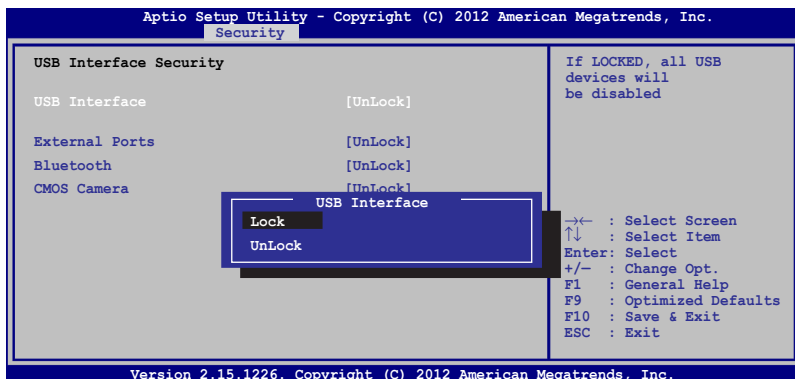 Aptio Setup Utility - Copyright (C) 2012 American Megatrends, Inc.
Security
USB Interface Security
USB Interface [UnLock]
External Ports [UnLock]
Bluetooth [UnLock]
CMOS Camera [UnLock]
USB Interface
Lock
UnLock
If LOCKED, all USB
devices will
be disabled
→← : Select Screen
↑↓ : Select Item
Enter: Select
+/— : Change Opt.
F1 : General Help
F9 : Optimized Defaults
F10 : Save & Exit
ESC : Exit
Version 2.15.1226. Copyright (C) 2012 American Megatrends, Inc.